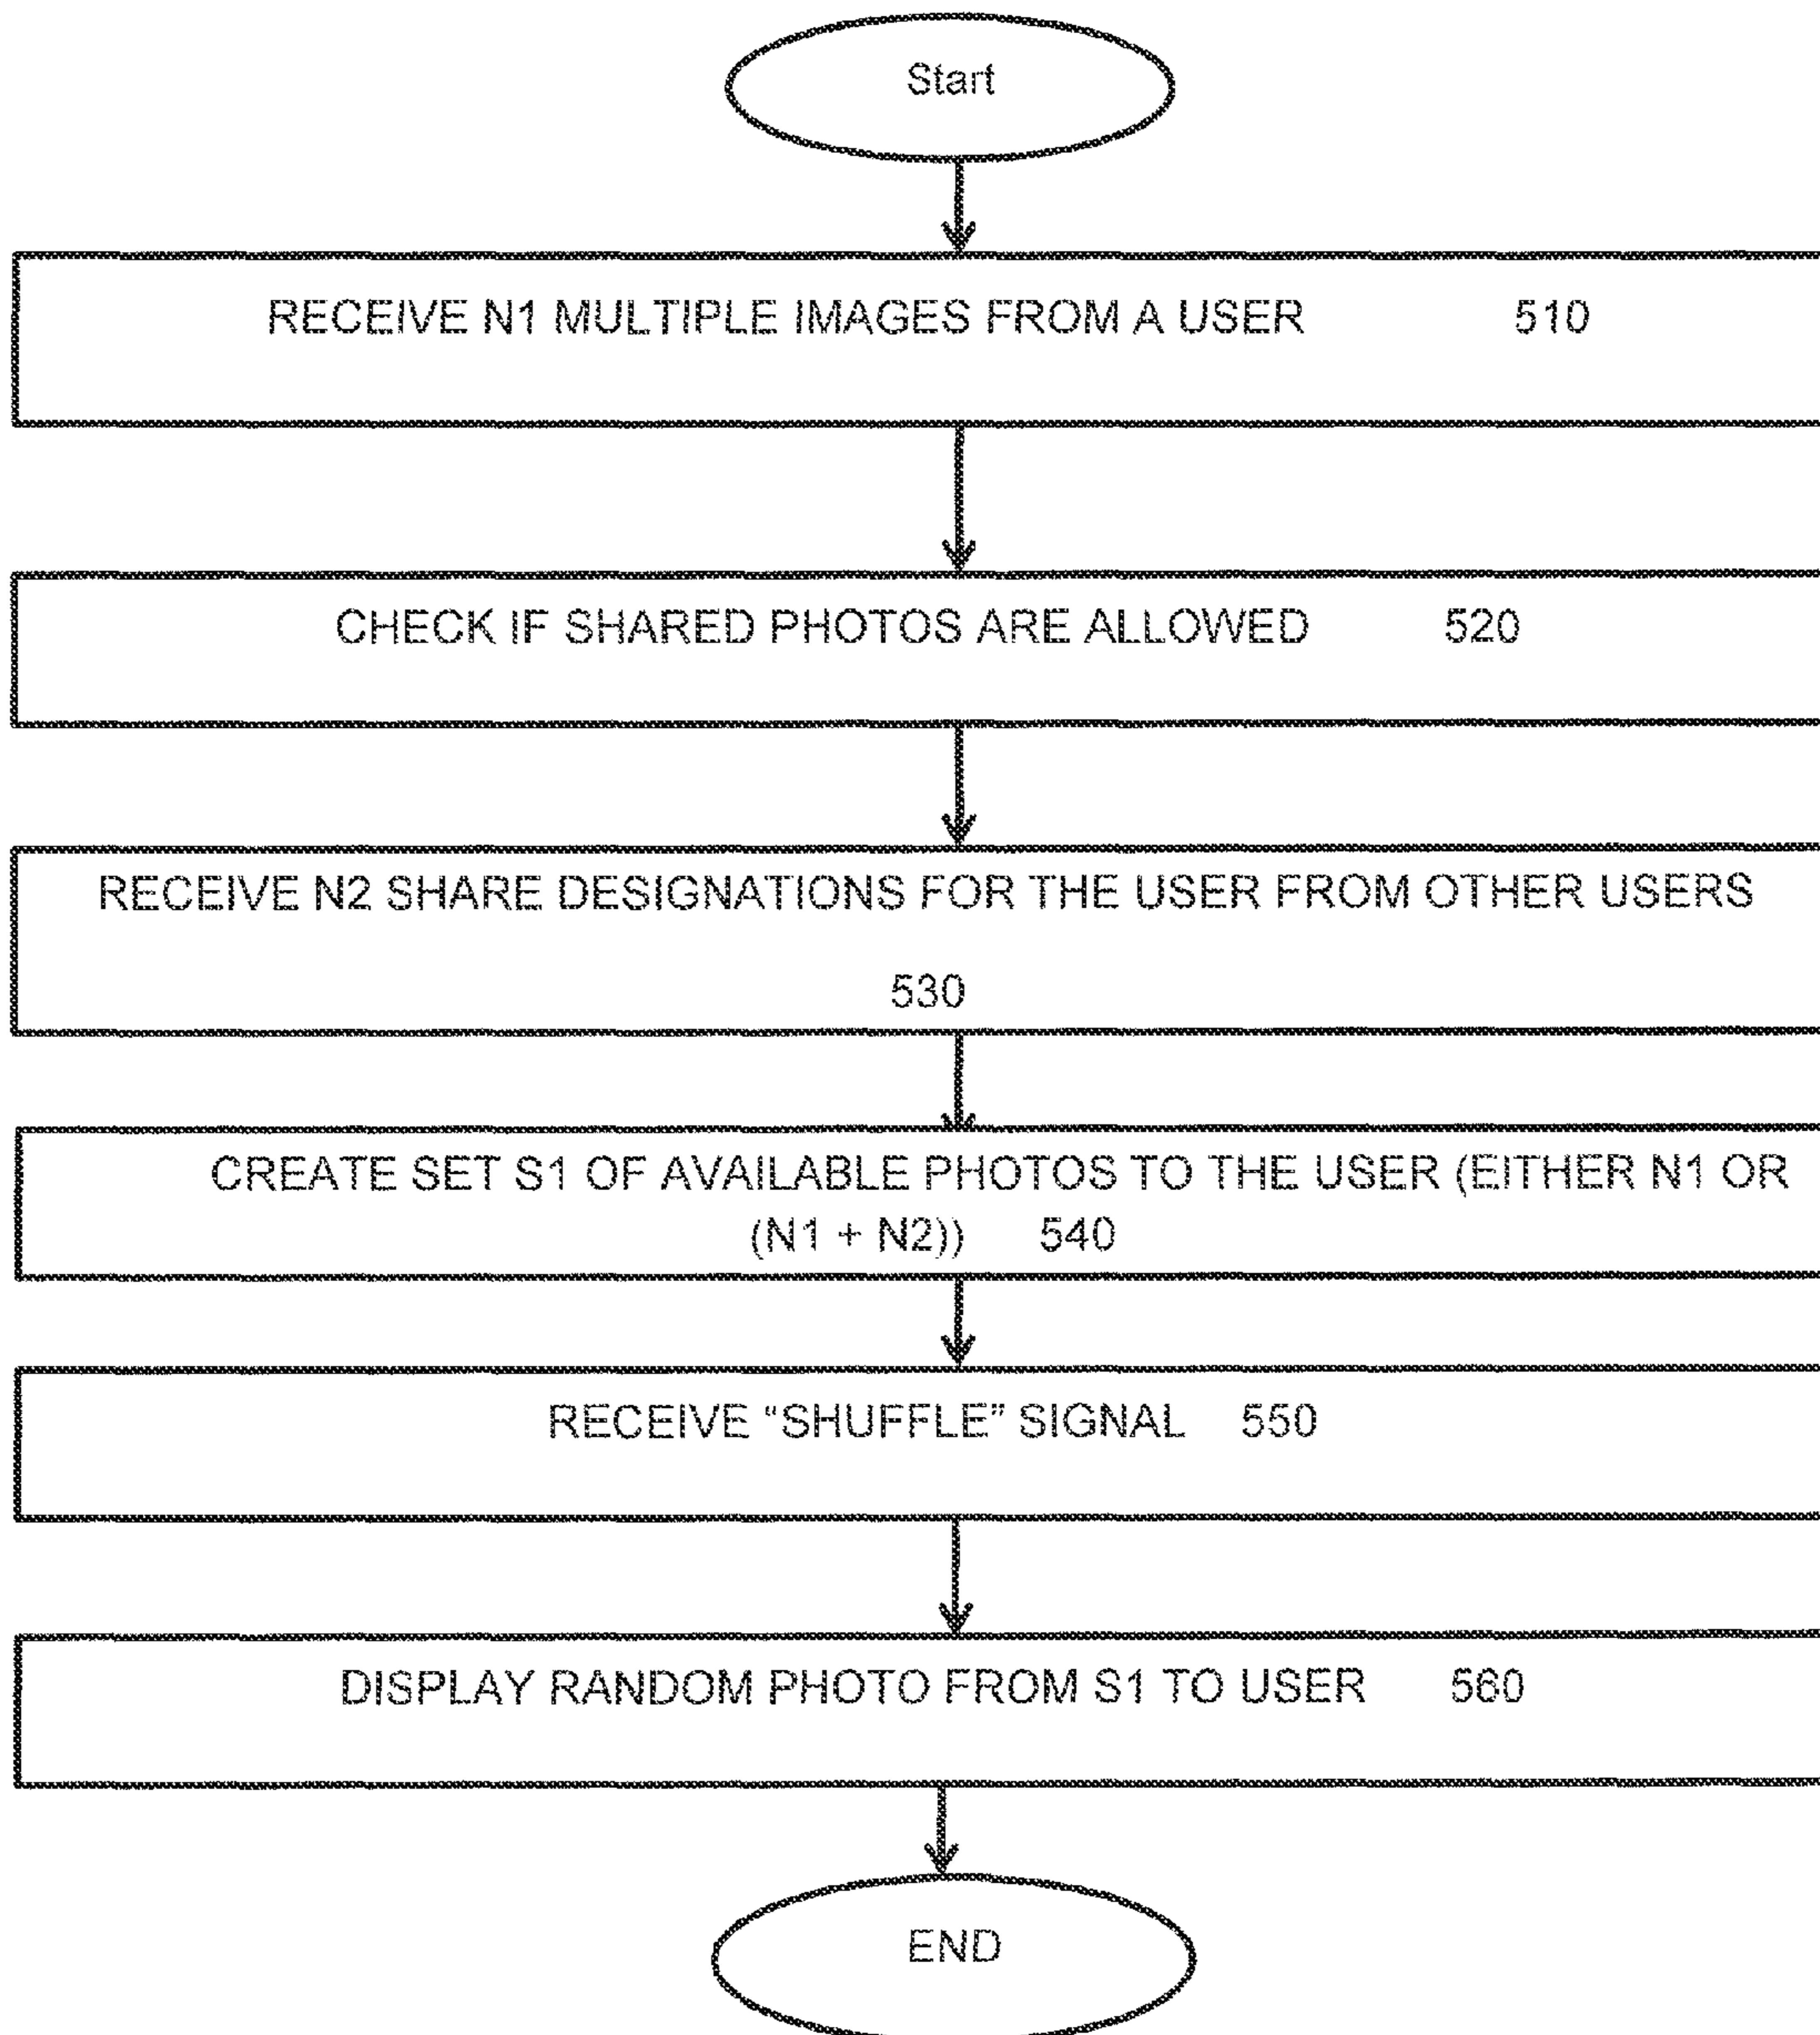 Start
RECEIVE N1 MULTIPLE IMAGES FROM A USER 510
CHECK IF SHARED PHOTOS ARE ALLOWED 520
RECEIVE N2 SHARE DESIGNATIONS FOR THE USER FROM OTHER USERS
530
CREATE SET S1 OF AVAILABLE PHOTOS TO THE USER (EITHER N1 OR
(N1 + N2)) 540
RECEIVE “SHUFFLE” SIGNAL 550
DISPLAY RANDOM PHOTO FROM S1 TO USER 560
END